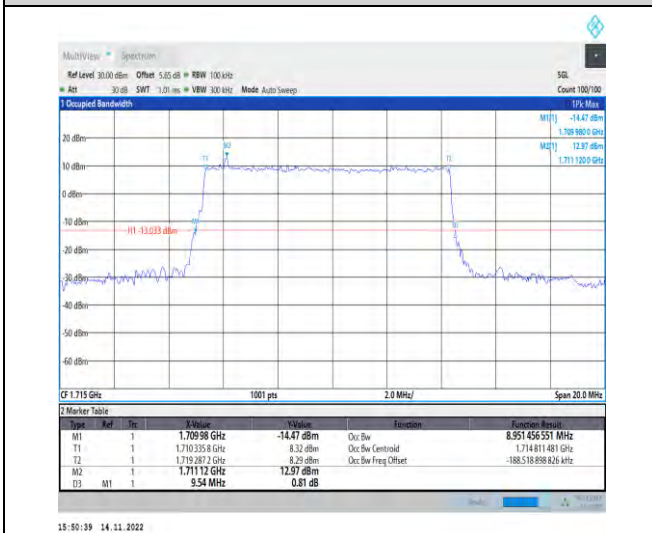 MultiView Spectrum
Ref Level 30.00 dBm Offset 5.65 dB RBW 100 kHz SGL
Att 30 dB SWT 1.01 ms VBW 300 kHz Mode Auto Sweep Count 100/100
1 Occupied Bandwidth 1Pk Max
M1[1] -14.47 dBm
1.709 980 0 GHz
20 dBm M2[1] 12.97 dBm
M2 1.711 120 0 GHz
T1
10 dBm
0 dBm
-10 dBm
H1 -13.033 dBm
-20 dBm
-30 dBm
-40 dBm
-50 dBm
-60 dBm
CF 1.715 GHz 1001 pts 2.0 MHz/ Span 20.0 MHz
2 Marker Table
Type Ref Trc X-Value Y-Value Function Function Result
M1 1 1.70998 GHz -14.47 dBm Occ Bw 8.951 456 551 MHz
T1 1 1.710 335 8 GHz 8.32 dBm Occ Bw Centroid 1.714 811 481 GHz
T2 1 1.719 287 2 GHz 8.29 dBm Occ Bw Freq Offset -188.518 898 826 kHz
M2 1 1.71112 GHz 12.97 dBm
D3 M1 1 9.54 MHz 0.81 dB
15:50:39 14.11.2022